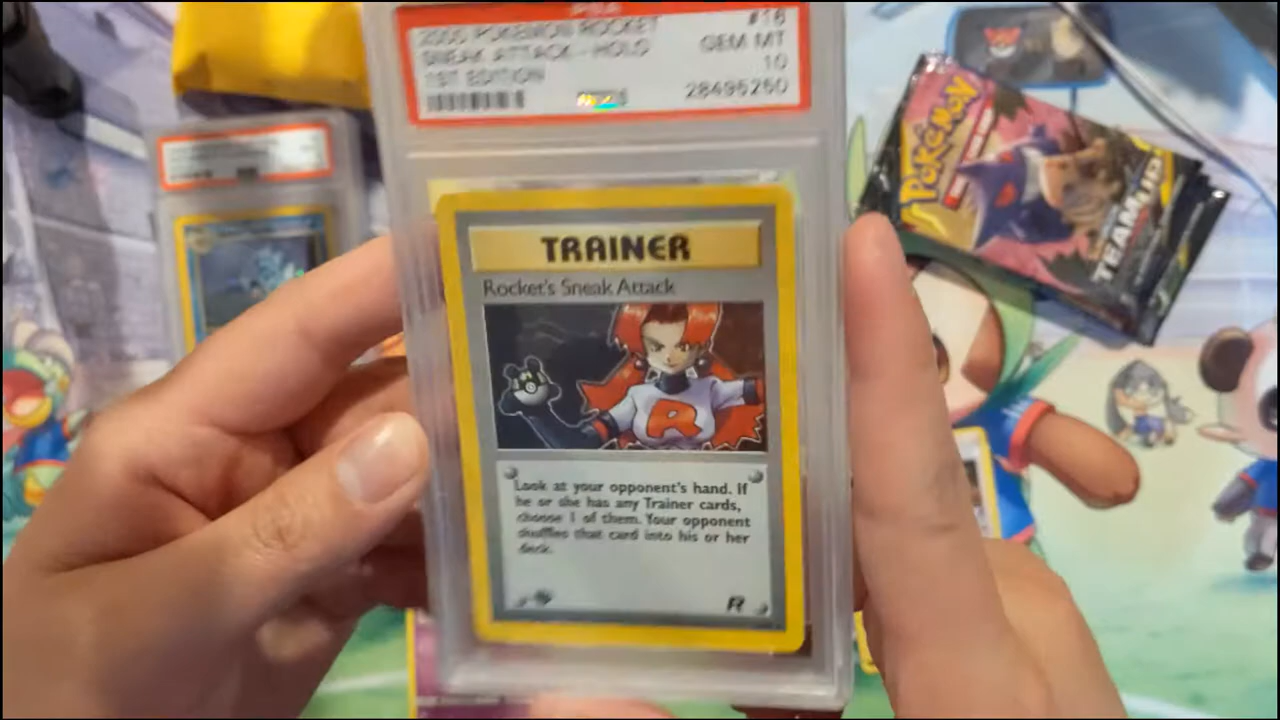 PSA
2000 POKEMON ROCKET #16
SNEAK ATTACK - HOLO GEM MT
1ST EDITION 10
28495250
TRAINER
Rocket's Sneak Attack
R
Look at your opponent's hand. If
he or she has any Trainer cards,
choose 1 of them. Your opponent
shuffles that card into his or her
deck.
R
POKéMON
TEAM UP